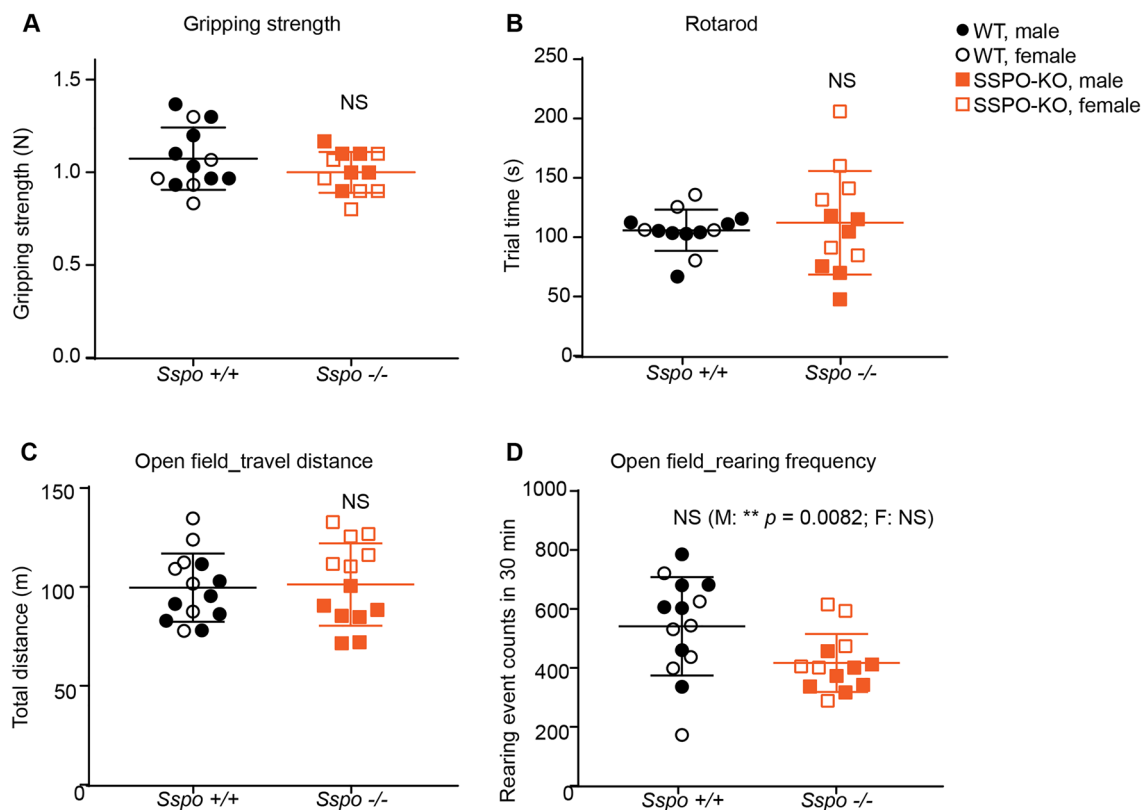 A
Gripping strength
Gripping strength (N)
1.5
1.0
0.5
0.0
NS
Sspo +/+
Sspo -/-
B
Rotarod
Trial time (s)
250
200
150
100
50
0
NS
Sspo +/+
Sspo -/-
WT, male
WT, female
SSPO-KO, male
SSPO-KO, female
C
Open field_travel distance
Total distance (m)
150
100
50
0
NS
Sspo +/+
Sspo -/-
D
Open field_rearing frequency
Rearing event counts in 30 min
1000
800
600
400
200
0
NS (M: ** p = 0.0082; F: NS)
Sspo +/+
Sspo -/-